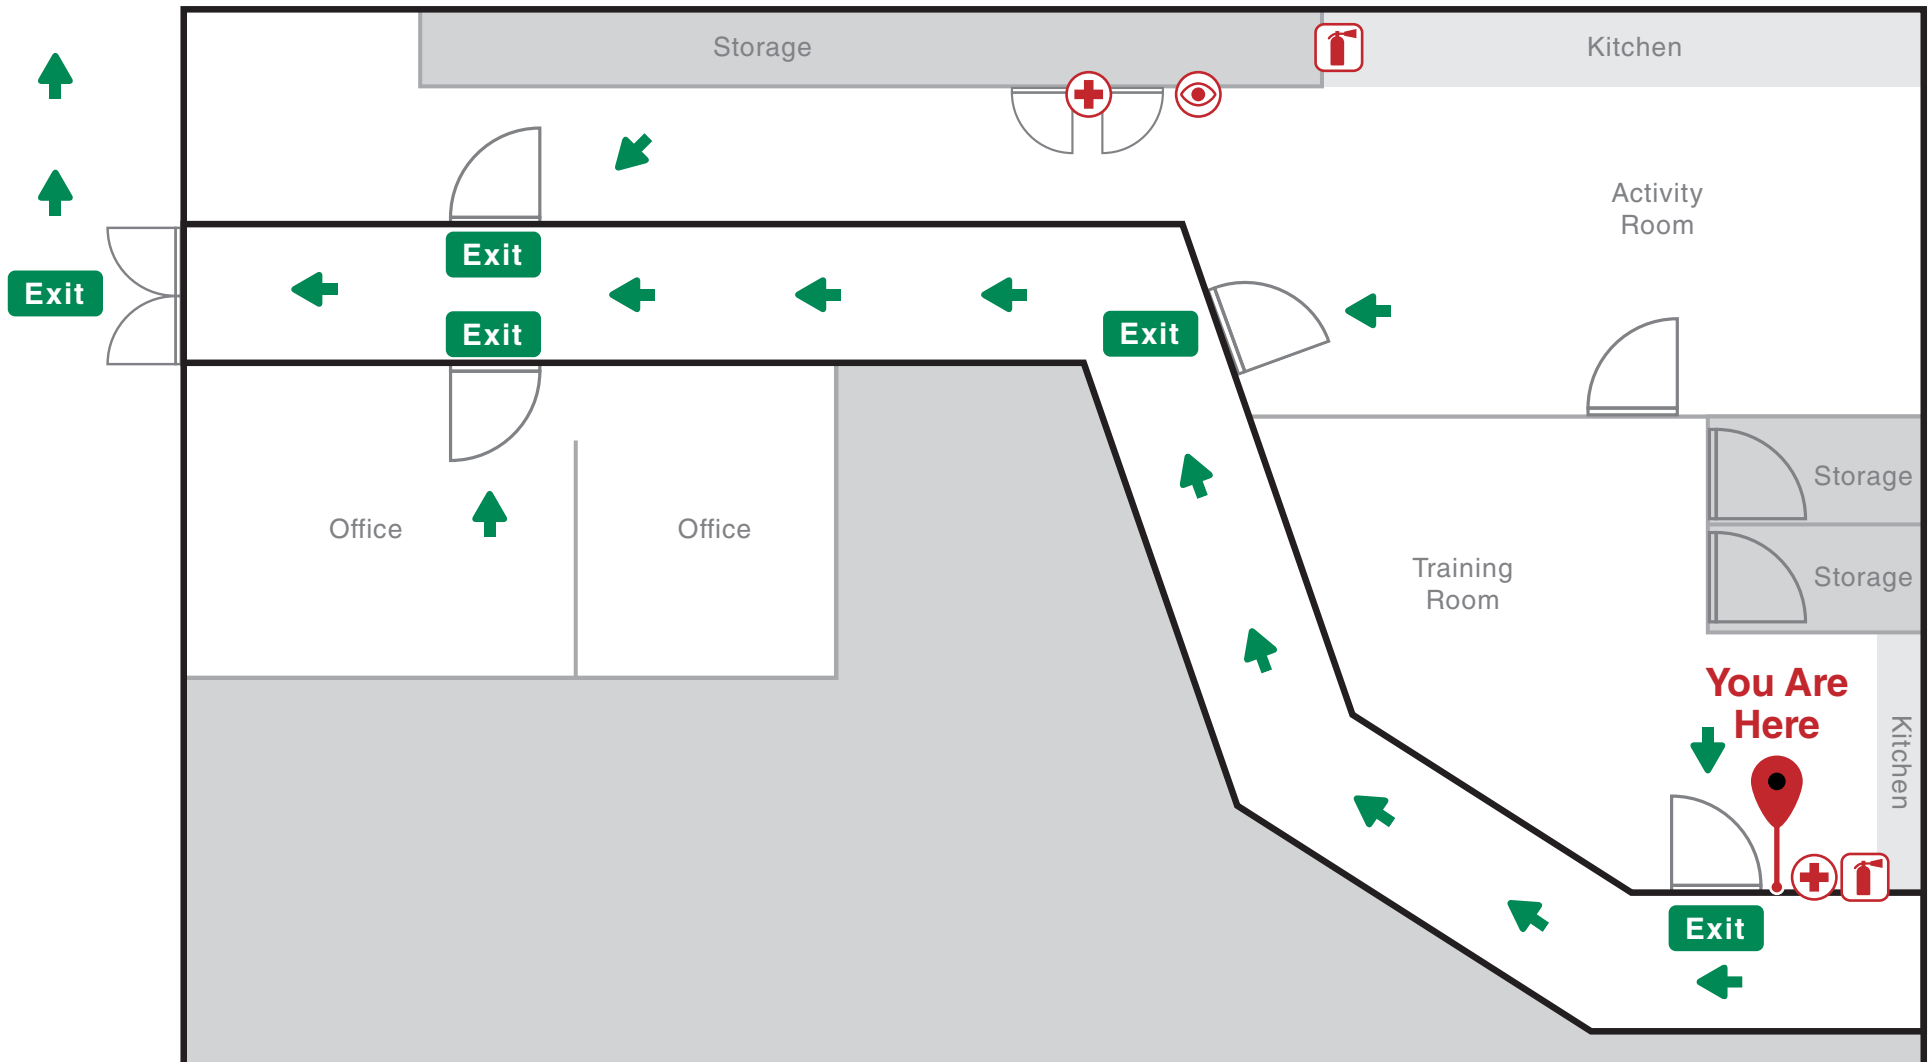 Storage
Kitchen
Activity
Room
Exit
Exit
Exit
Exit
Storage
Office
Office
Training
Room
Storage
You Are
Here
Kitchen
Exit